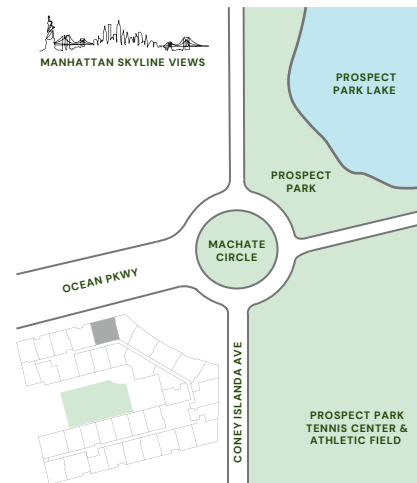 MANHATTAN SKYLINE VIEWS
PROSPECT
PARK LAKE
PROSPECT
PARK
MACHATE
CIRCLE
OCEAN PKWY
CONEY ISLANDA AVE
PROSPECT PARK
TENNIS CENTER &
ATHLETIC FIELD